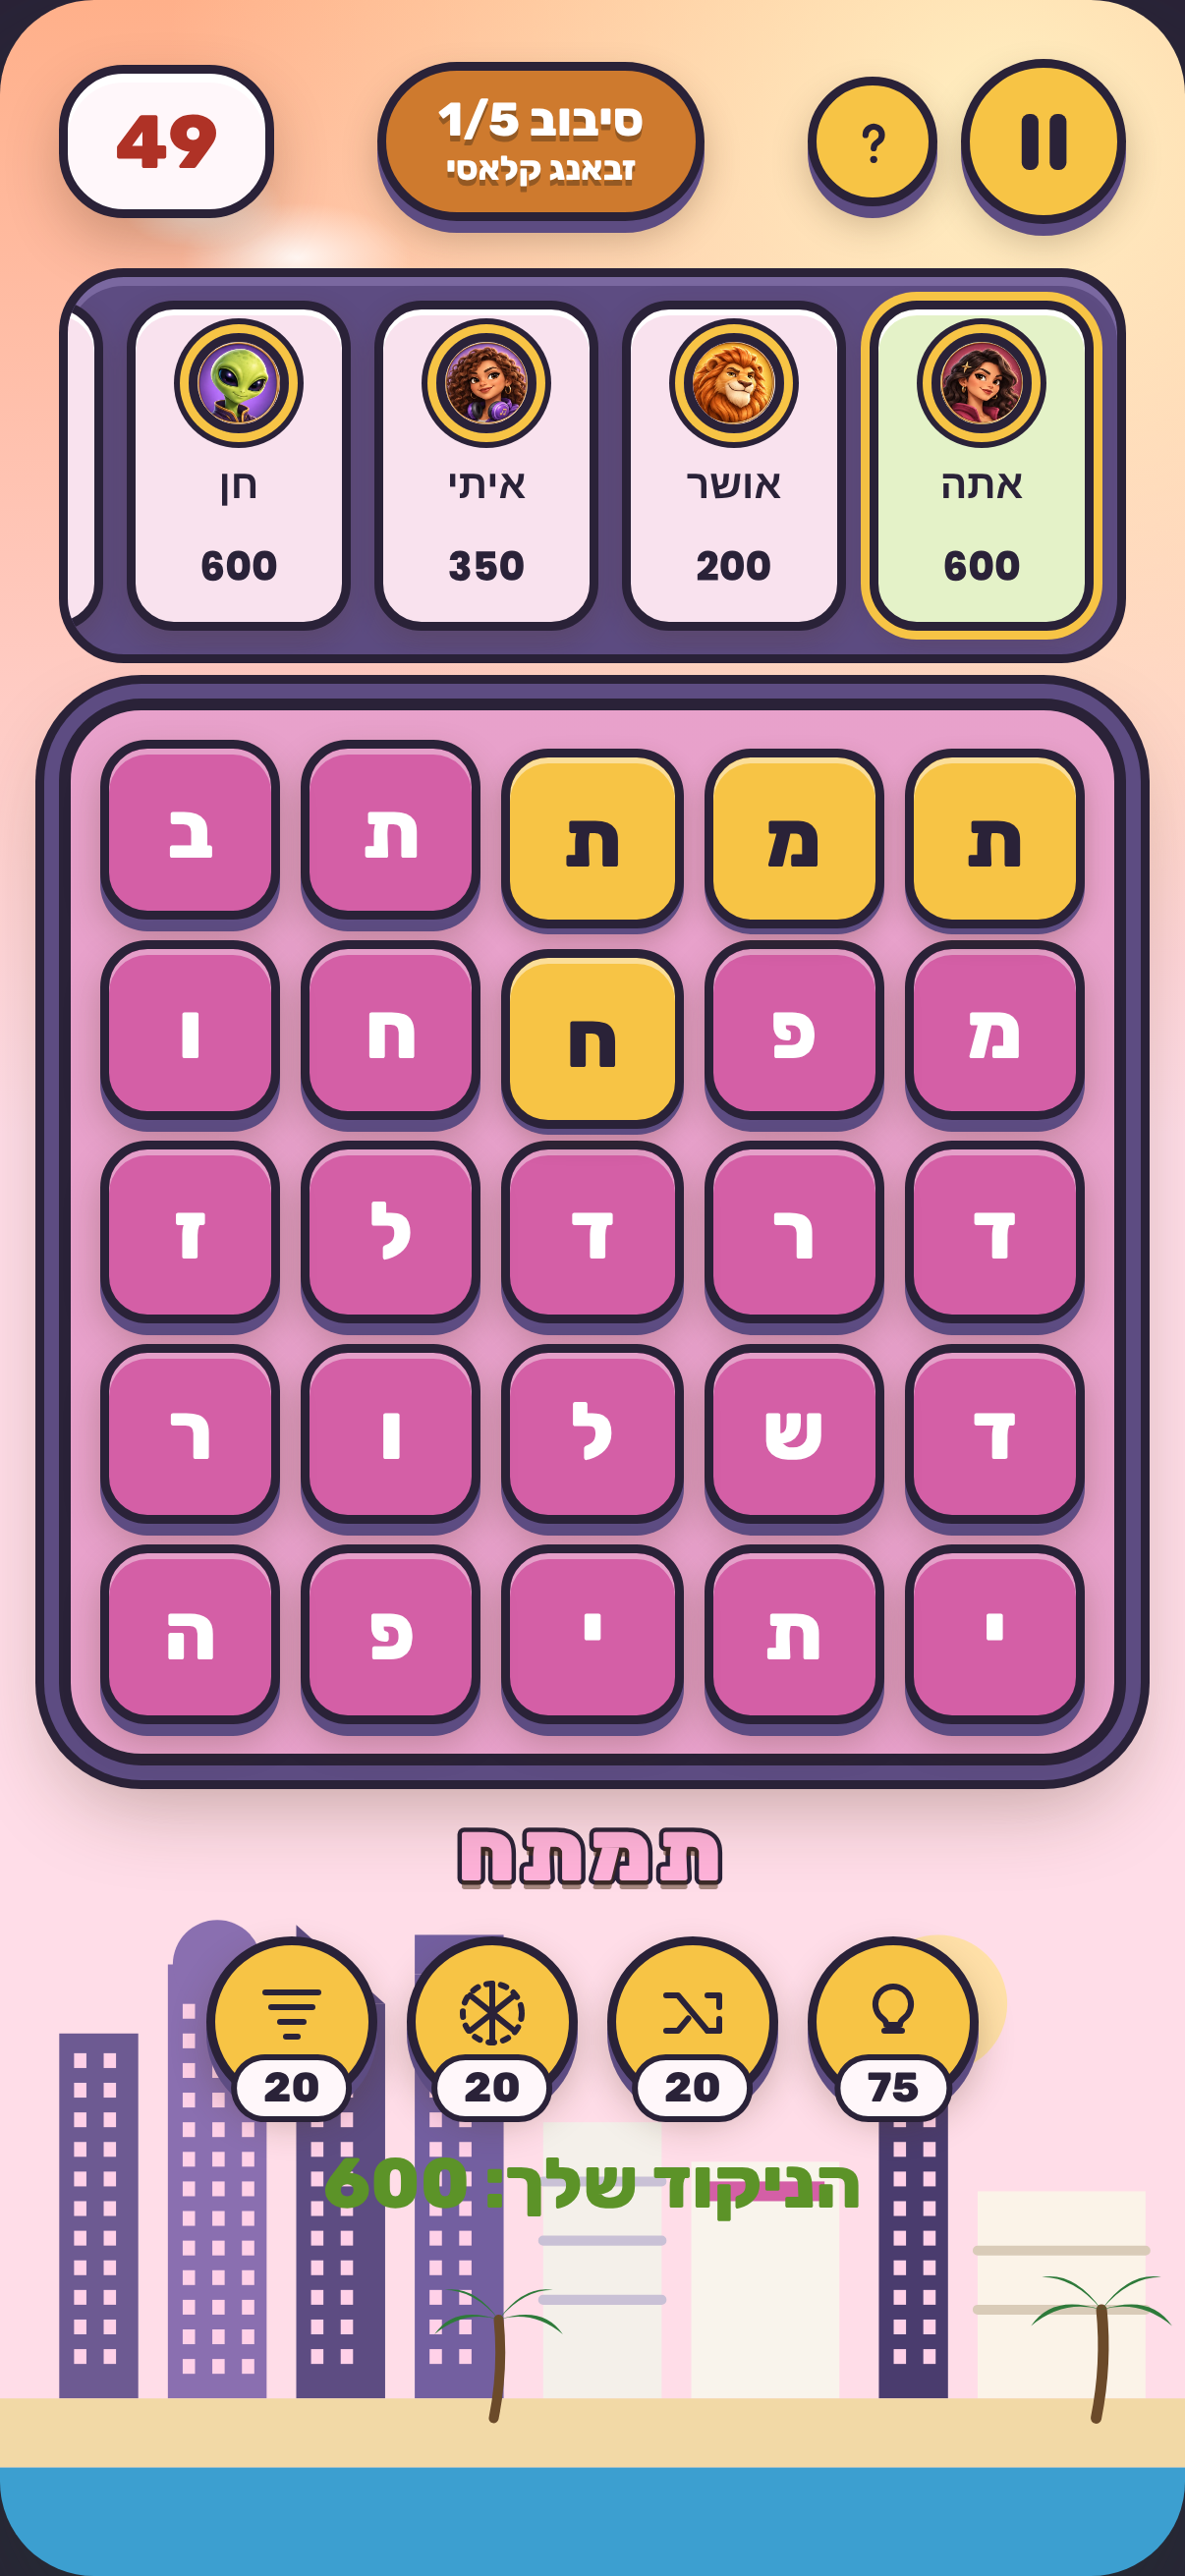 ? סיבוב 1/5 49
זבאנג קלאסי
אתה אושר איתי חן
600 200 350 600
ת מ ת ת ב
מ פ ח ח ו
ד ר ד ל ז
ד ש ל ו ר
י ת י פ ה
תמתח
75 20 20 20
הניקוד שלך: 600